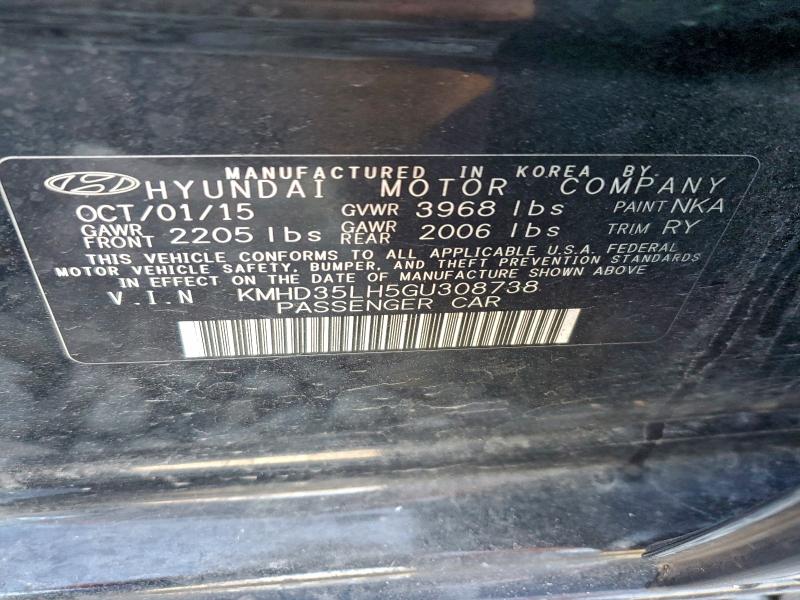 MANUFACTURED IN KOREA BY
HYUNDAI MOTOR COMPANY
OCT/01/15 GVWR 3968 lbs PAINT NKA
GAWR FRONT 2205 lbs GAWR REAR 2006 lbs TRIM RY
THIS VEHICLE CONFORMS TO ALL APPLICABLE U.S.A. FEDERAL
MOTOR VEHICLE SAFETY, BUMPER, AND THEFT PREVENTION STANDARDS
IN EFFECT ON THE DATE OF MANUFACTURE SHOWN ABOVE
V.I.N KMHD35LH5GU308738
PASSENGER CAR